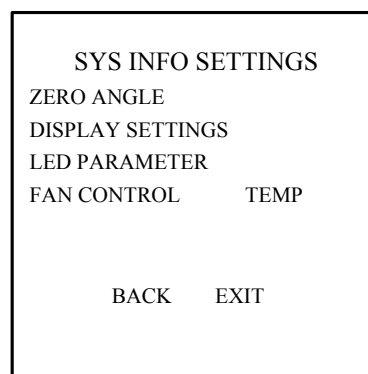 SYS INFO SETTINGS
ZERO ANGLE
DISPLAY SETTINGS
LED PARAMETER
FAN CONTROL TEMP
BACK EXIT